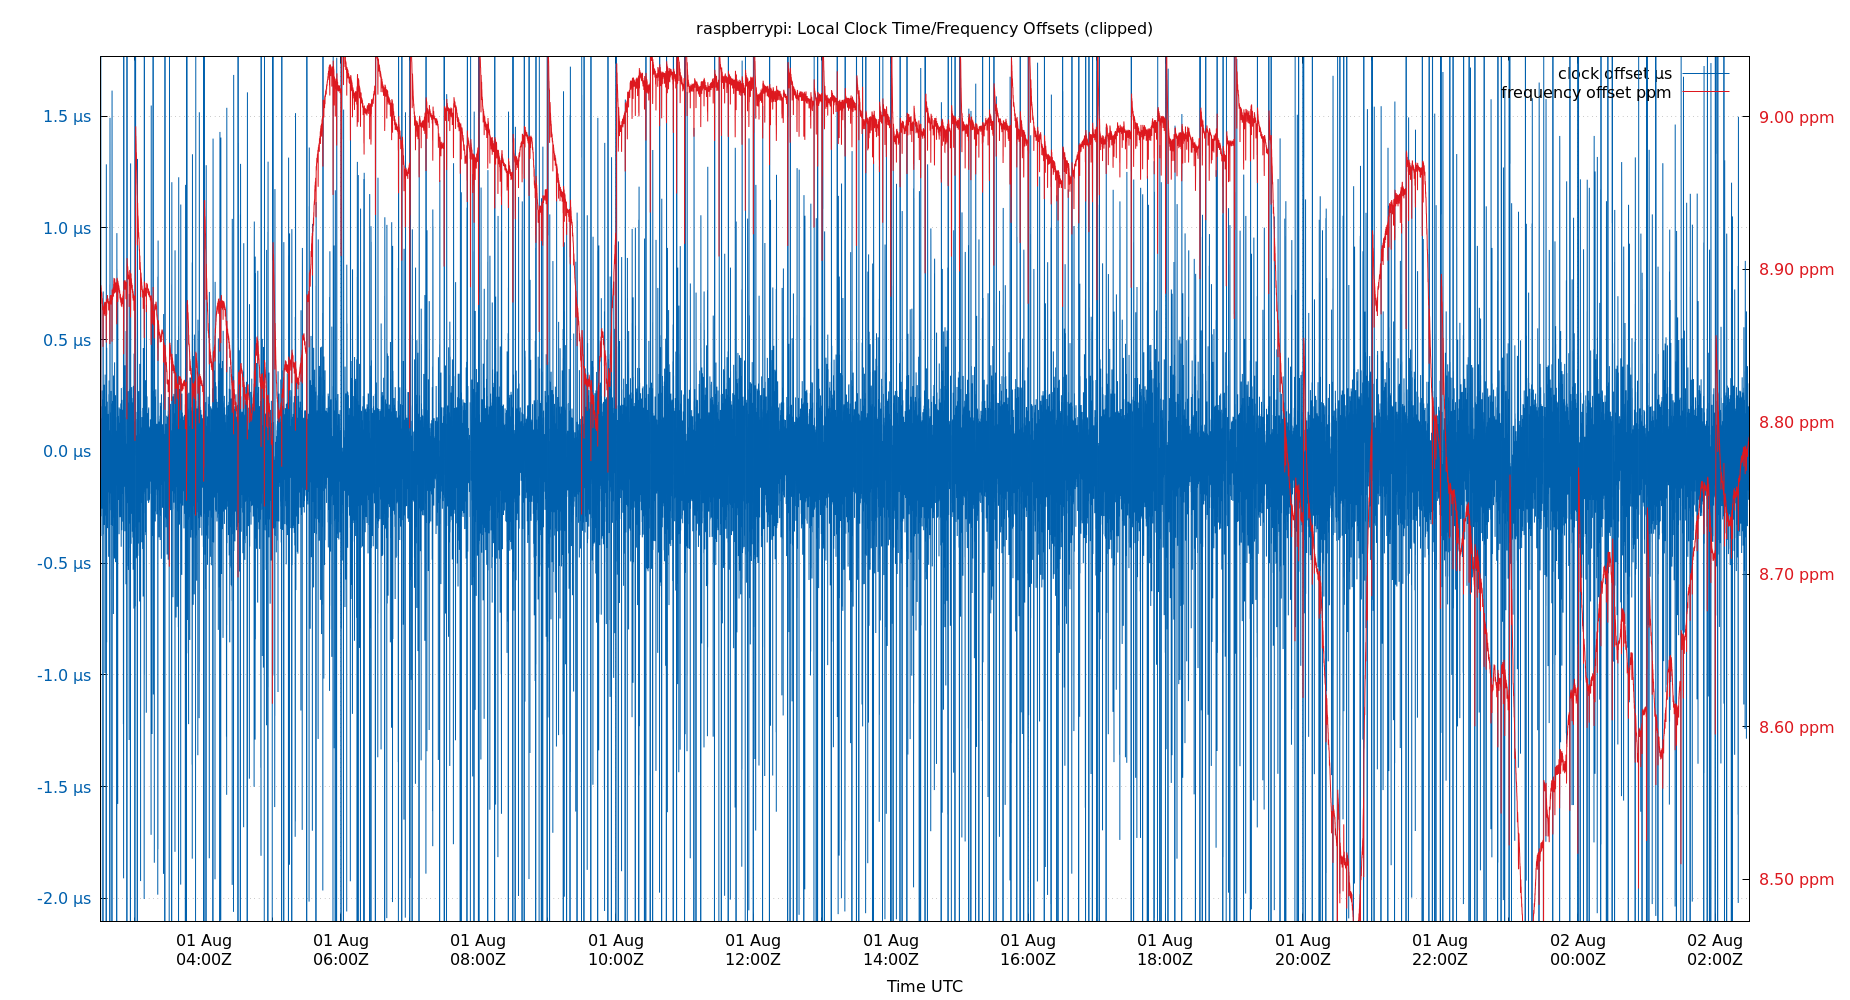 raspberrypi: Local Clock Time/Frequency Offsets (clipped)
clock offset µs
frequency offset ppm
1.5 µs
1.0 µs
0.5 µs
0.0 µs
-0.5 µs
-1.0 µs
-1.5 µs
-2.0 µs
9.00 ppm
8.90 ppm
8.80 ppm
8.70 ppm
8.60 ppm
8.50 ppm
01 Aug 01 Aug 01 Aug 01 Aug 01 Aug 01 Aug 01 Aug 01 Aug 01 Aug 01 Aug 02 Aug 02 Aug
04:00Z 06:00Z 08:00Z 10:00Z 12:00Z 14:00Z 16:00Z 18:00Z 20:00Z 22:00Z 00:00Z 02:00Z
Time UTC